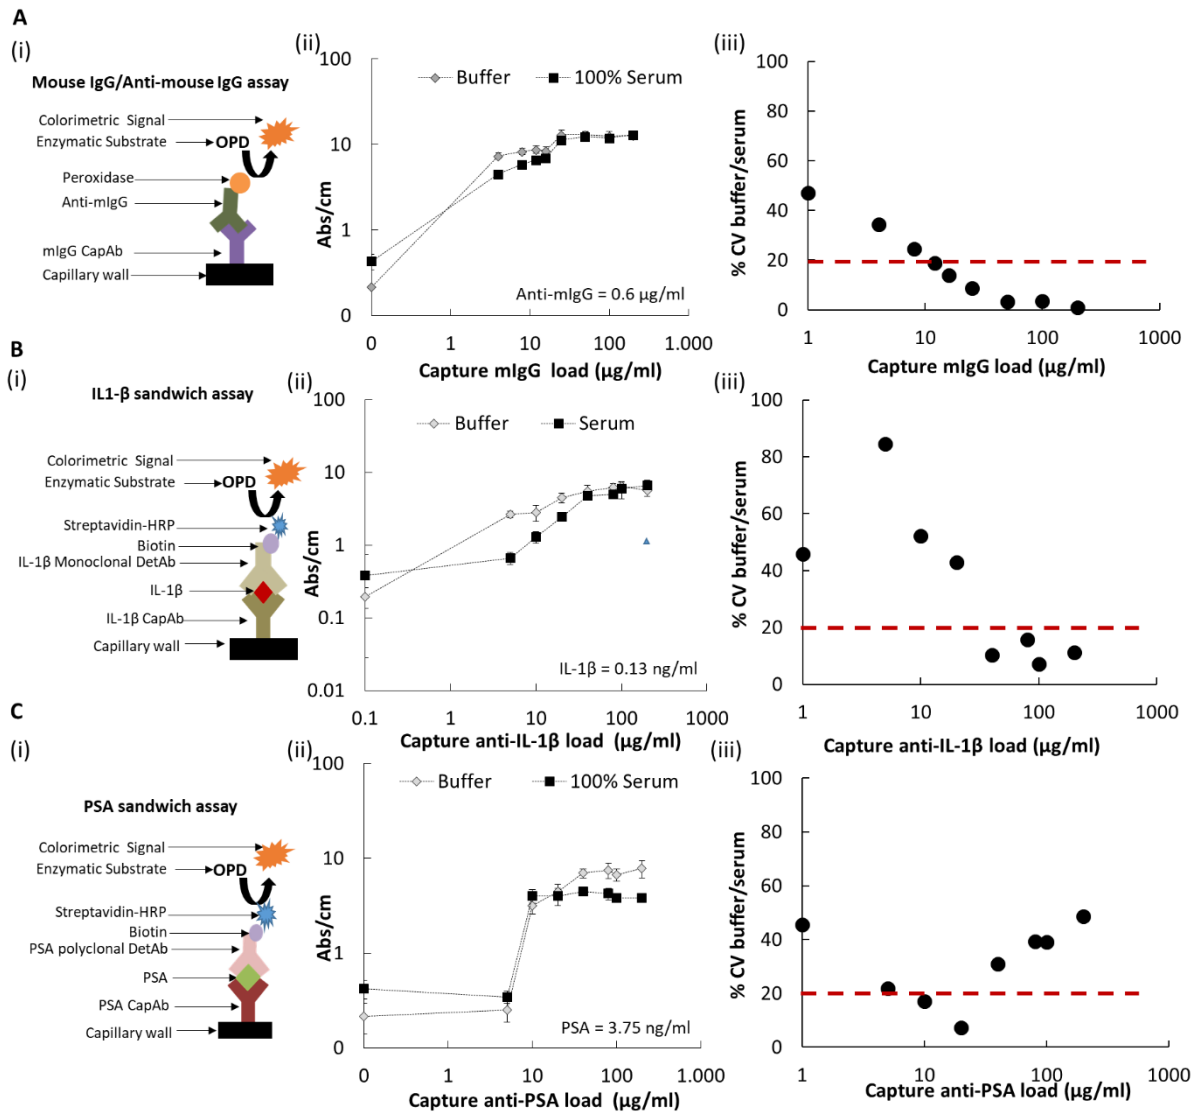 A
(i)
Mouse IgG/Anti-mouse IgG assay
Colorimetric Signal
Enzymatic Substrate
OPD
Peroxidase
Anti-mIgG
mIgG CapAb
Capillary wall
(ii)
100
10
1
0
Abs/cm
Buffer
100% Serum
Anti-mIgG = 0.6 µg/ml
0
1
10
100
1.000
Capture mIgG load (µg/ml)
(iii)
100
80
60
40
20
0
% CV buffer/serum
1
10
100
1000
Capture mIgG load (µg/ml)
B
(i)
IL1-β sandwich assay
Colorimetric Signal
Enzymatic Substrate
OPD
Streptavidin-HRP
Biotin
IL-1β Monoclonal DetAb
IL-1β
IL-1β CapAb
Capillary wall
(ii)
100
10
1
0.1
0.01
Abs/cm
Buffer
Serum
IL-1β = 0.13 ng/ml
0.1
1
10
100
1.000
Capture anti-IL-1β load (µg/ml)
(iii)
100
80
60
40
20
0
% CV buffer/serum
1
10
100
1000
Capture anti-IL-1β load (µg/ml)
C
(i)
PSA sandwich assay
Colorimetric Signal
Enzymatic Substrate
OPD
Streptavidin-HRP
Biotin
PSA polyclonal DetAb
PSA
PSA CapAb
Capillary wall
(ii)
100
10
1
0
Abs/cm
Buffer
100% Serum
PSA = 3.75 ng/ml
0
1
10
100
1.000
Capture anti-PSA load (µg/ml)
(iii)
100
80
60
40
20
0
% CV buffer/serum
1
10
100
1000
Capture anti-PSA load (µg/ml)